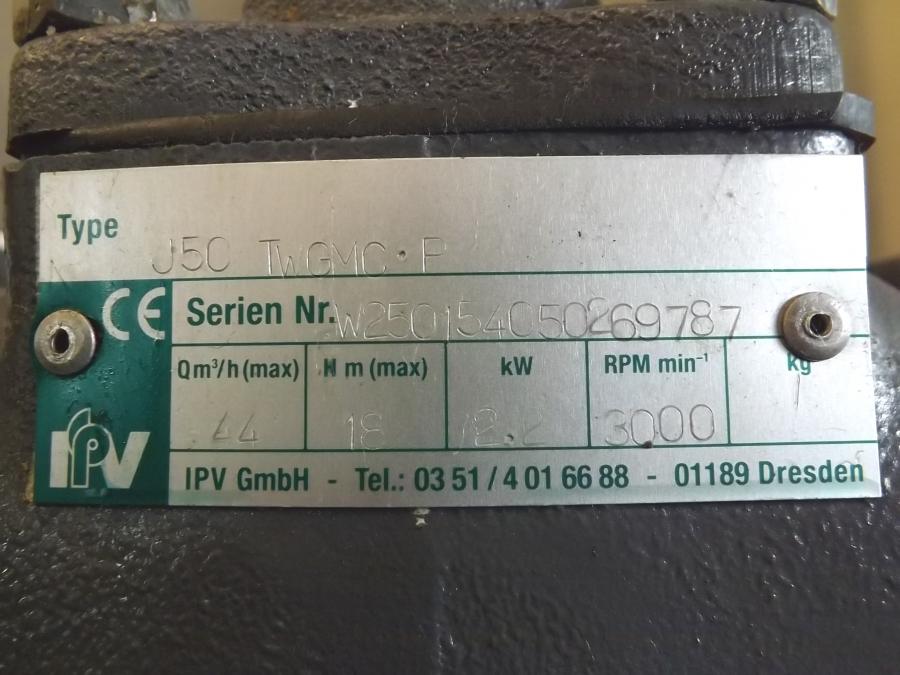 Type J50 TWGMC·P
CE Serien Nr. W250154050269787
Qm³/h (max) H m (max) kW RPM min⁻¹ kg
44 18 2.2 3000
IPV
IPV GmbH - Tel.: 03 51 / 4 01 66 88 - 01189 Dresden